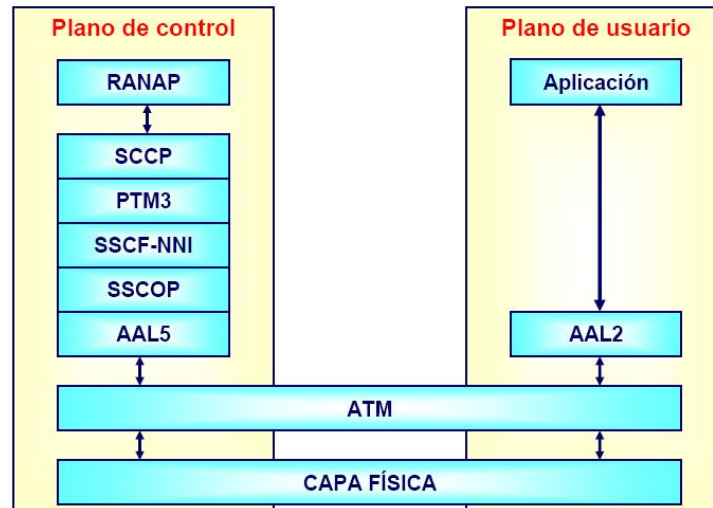 Plano de control
RANAP
SCCP
PTM3
SSCF-NNI
SSCOP
AAL5
Plano de usuario
Aplicación
AAL2
ATM
CAPA FÍSICA